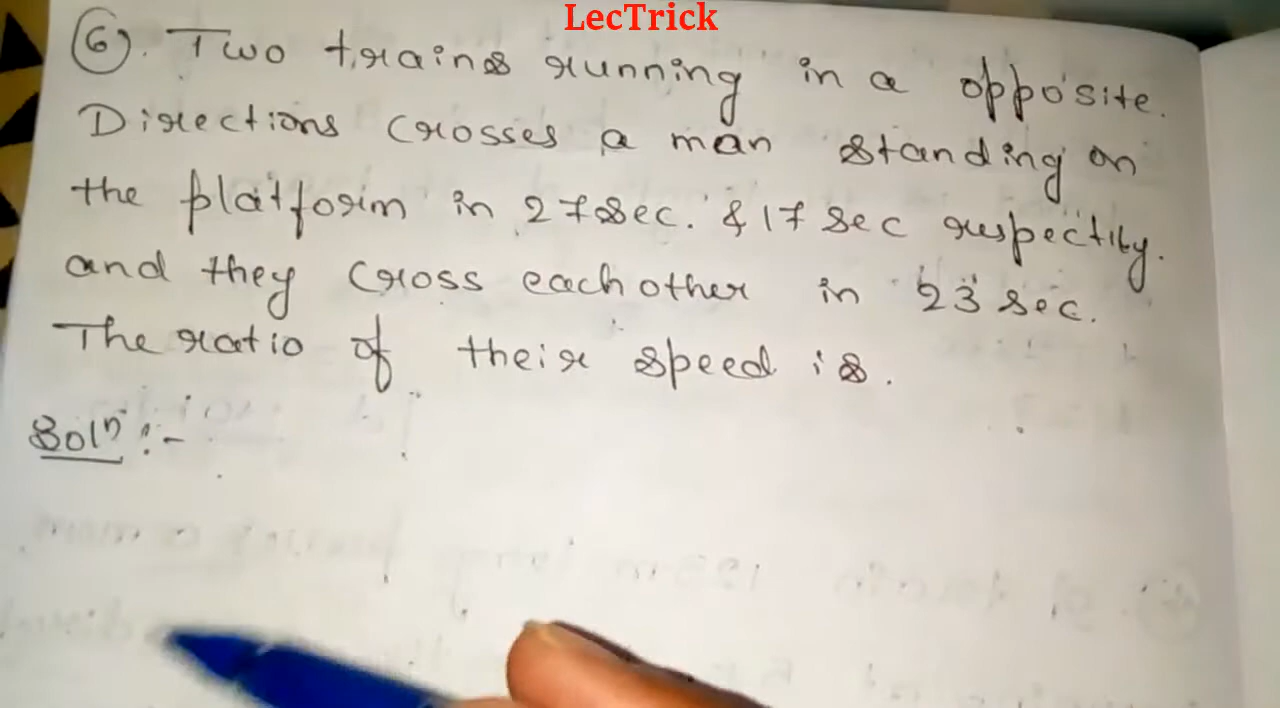 LecTrick
6. Two trains running in a opposite.
Directions crosses a man standing on
the platform in 27 sec. & 17 sec respectily.
and they cross each other in 23 sec.
The ratio of their speed is.
Solⁿ :-